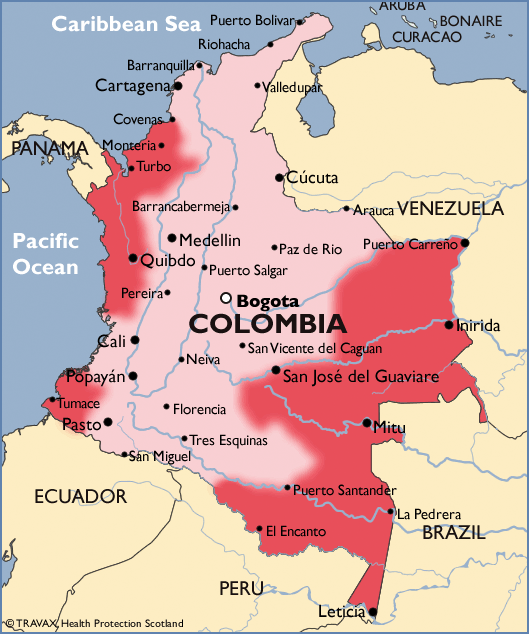 ARUBA
Caribbean Sea
Puerto Bolivar
BONAIRE
CURACAO
Riohacha
Barranquilla
Cartagena
Valledupar
Covenas
PANAMA
Monteria
Turbo
Cúcuta
Barrancabermeja
Arauca
VENEZUELA
Pacific
Ocean
Medellin
Puerto Carreño
Paz de Rio
Quibdo
Puerto Salgar
Pereira
Bogota
COLOMBIA
Inirida
Cali
San Vicente del Caguan
Neiva
Popayán
San José del Guaviare
Tumace
Florencia
Pasto
Mitu
Tres Esquinas
San Miguel
ECUADOR
Puerto Santander
La Pedrera
El Encanto
BRAZIL
PERU
Leticia
© TRAVAX, Health Protection Scotland